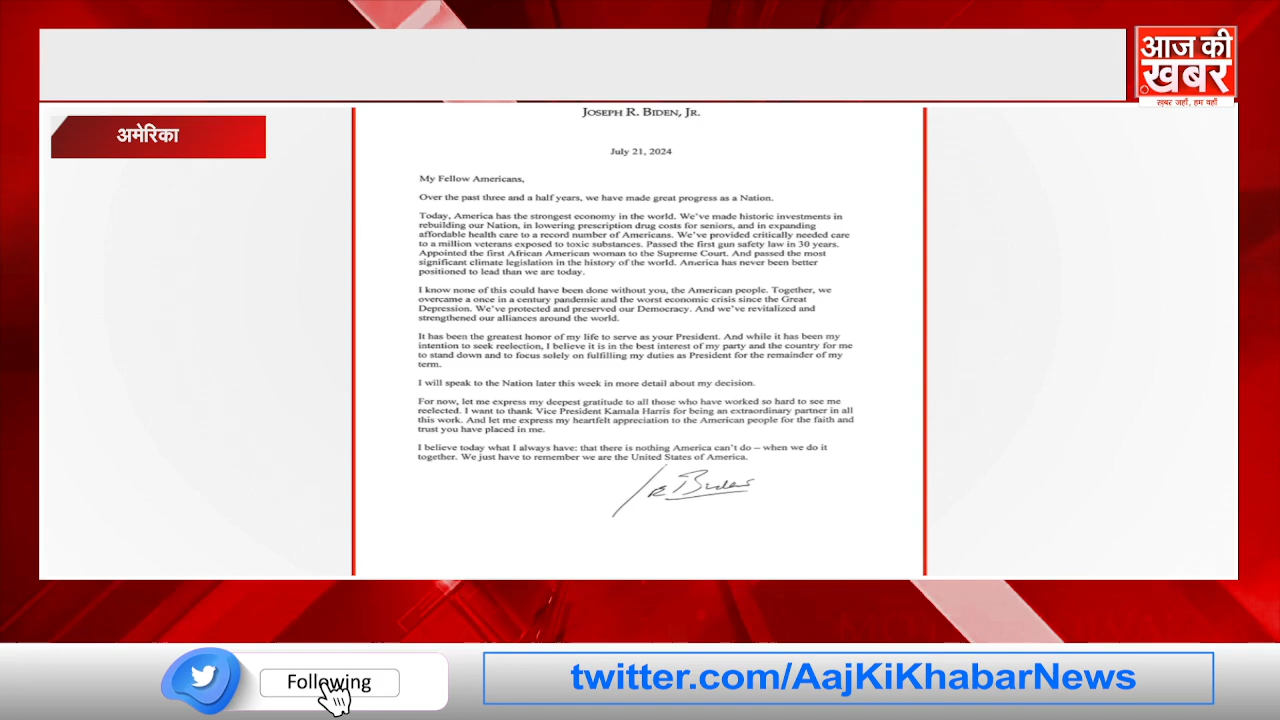 आज की
ख़बर
ख़बर जहाँ, हम वहाँ
अमेरिका
JOSEPH R. BIDEN, JR.
July 21, 2024
My Fellow Americans,
Over the past three and a half years, we have made great progress as a Nation.
Today, America has the strongest economy in the world. We've made historic investments in
rebuilding our Nation, in lowering prescription drug costs for seniors, and in expanding
affordable health care to a record number of Americans. We've provided critically needed care
to a million veterans exposed to toxic substances. Passed the first gun safety law in 30 years.
Appointed the first African American woman to the Supreme Court. And passed the most
significant climate legislation in the history of the world. America has never been better
positioned to lead than we are today.
I know none of this could have been done without you, the American people. Together, we
overcame a once in a century pandemic and the worst economic crisis since the Great
Depression. We've protected and preserved our Democracy. And we've revitalized and
strengthened our alliances around the world.
It has been the greatest honor of my life to serve as your President. And while it has been my
intention to seek reelection, I believe it is in the best interest of my party and the country for me
to stand down and to focus solely on fulfilling my duties as President for the remainder of my
term.
I will speak to the Nation later this week in more detail about my decision.
For now, let me express my deepest gratitude to all those who have worked so hard to see me
reelected. I want to thank Vice President Kamala Harris for being an extraordinary partner in all
this work. And let me express my heartfelt appreciation to the American people for the faith and
trust you have placed in me.
I believe today what I always have: that there is nothing America can't do – when we do it
together. We just have to remember we are the United States of America.
Joe Biden
Following
twitter.com/AajKiKhabarNews